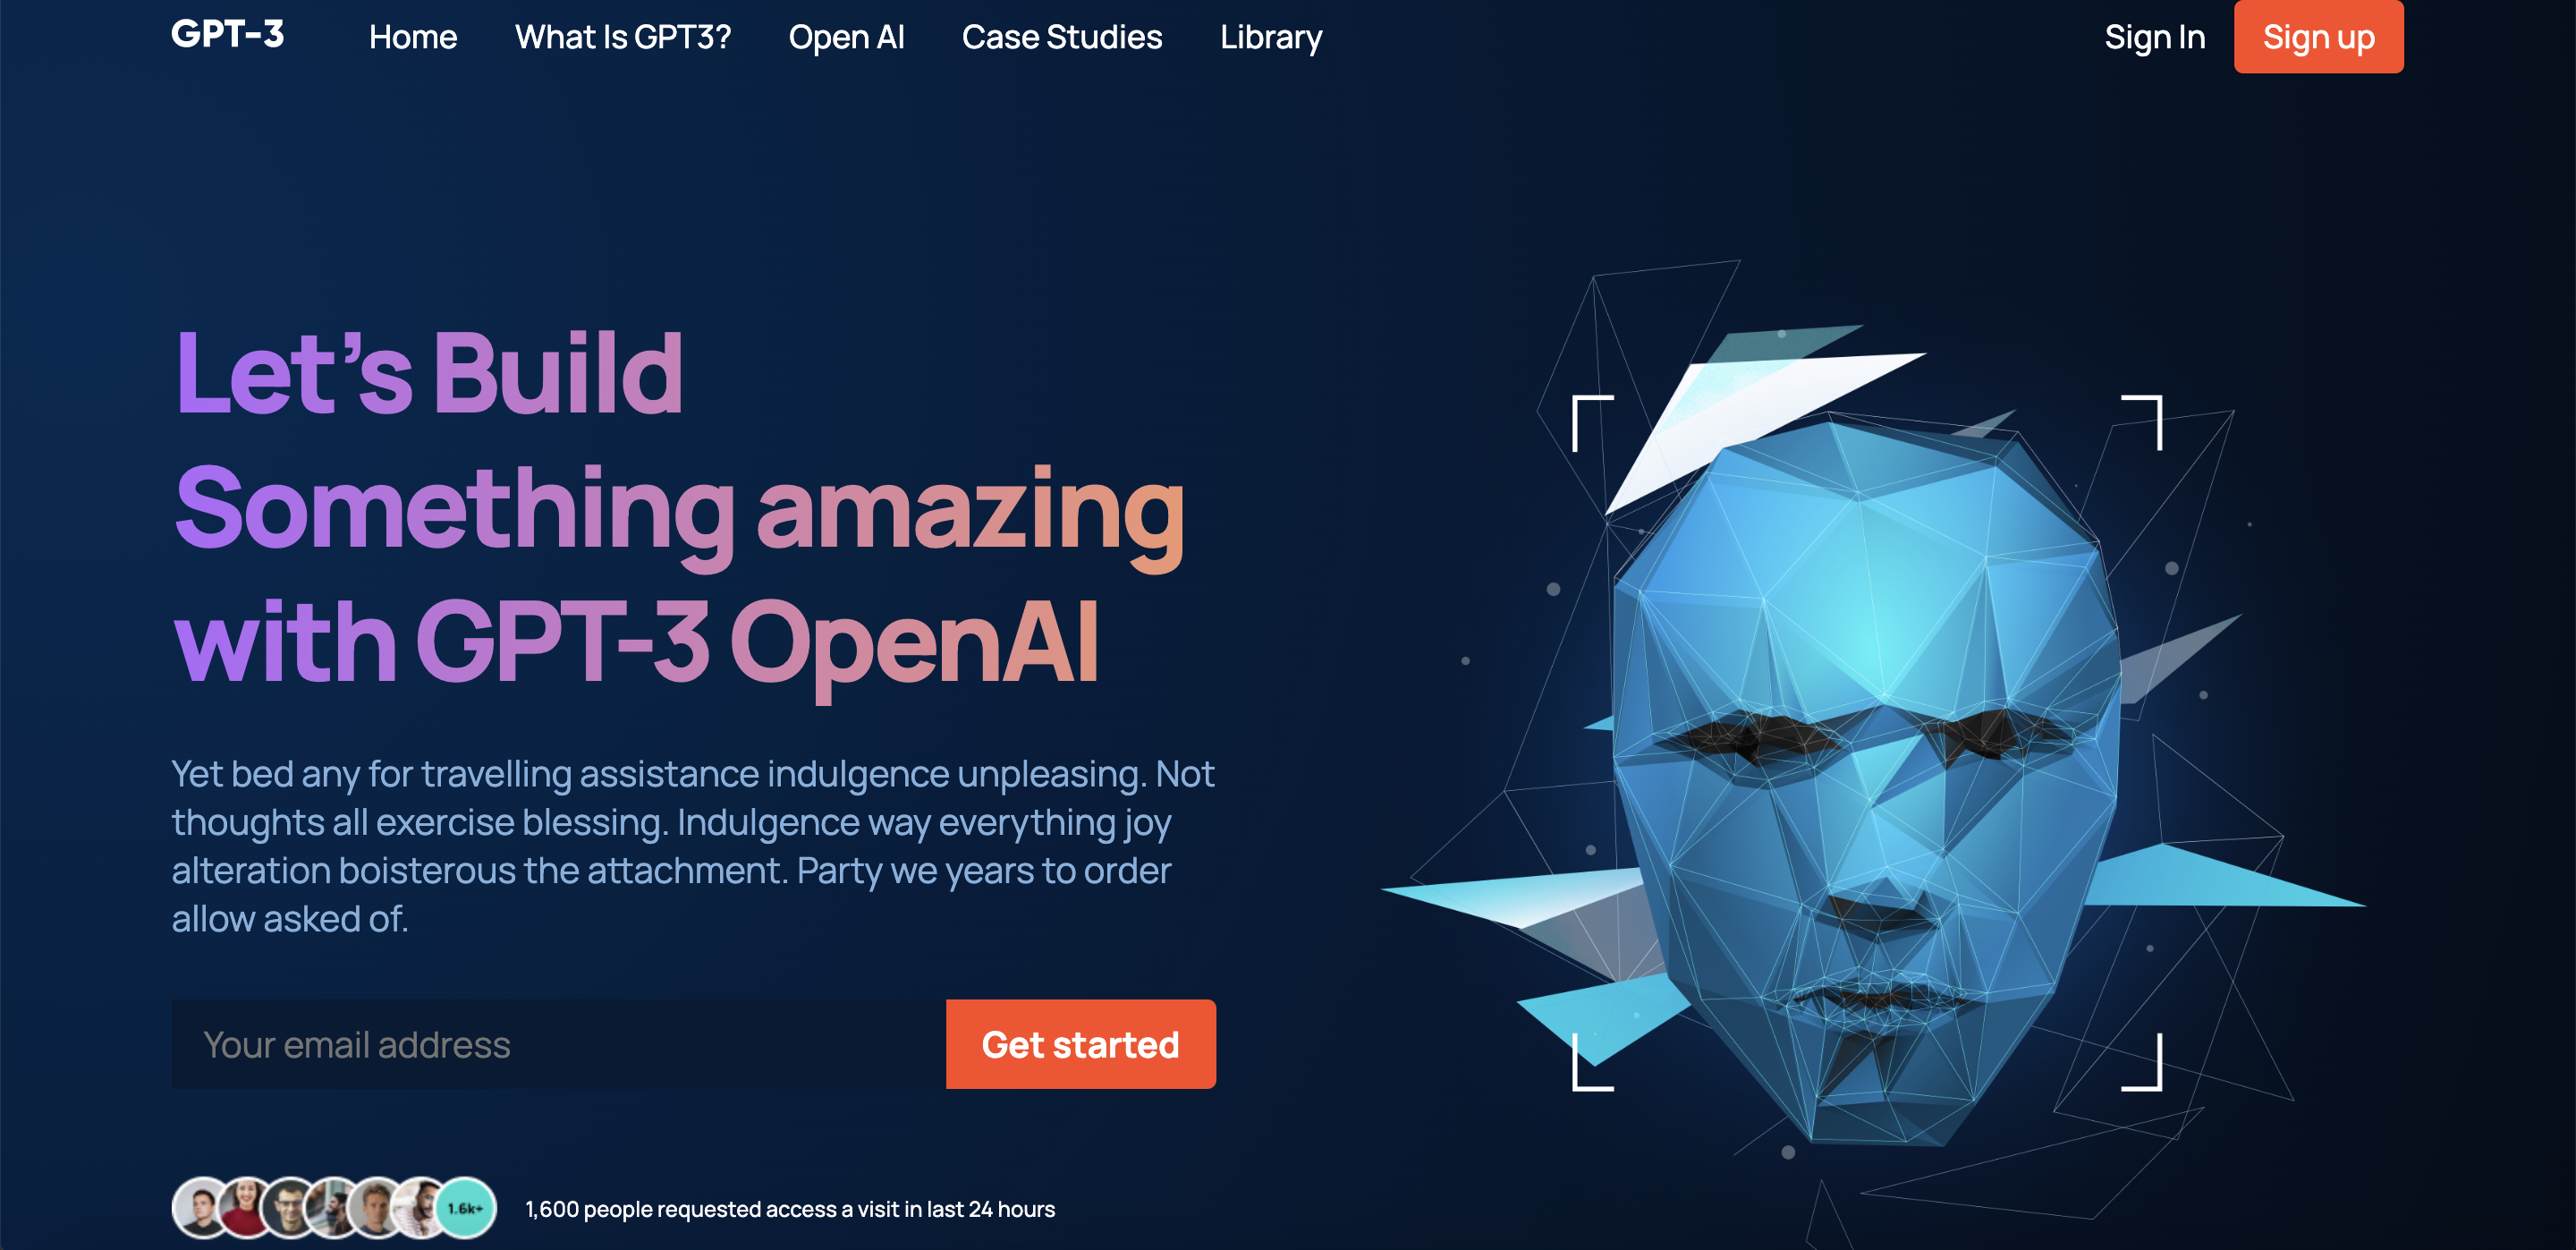 GPT-3
Home
What Is GPT3?
Open AI
Case Studies
Library
Sign In
Sign up
Let’s Build
Something amazing
with GPT-3 OpenAI
Yet bed any for travelling assistance indulgence unpleasing. Not
thoughts all exercise blessing. Indulgence way everything joy
alteration boisterous the attachment. Party we years to order
allow asked of.
Your email address
Get started
1.6k+
1,600 people requested access a visit in last 24 hours